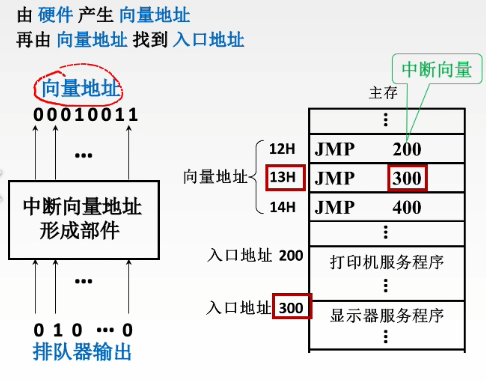 由 硬件 产生 向量地址
再由 向量地址 找到 入口地址
向量地址
00010011
...
中断向量地址
形成部件
...
0 1 0 ... 0
排队器输出
中断向量
主存
向量地址
12H JMP 200
13H JMP 300
14H JMP 400
入口地址 200
打印机服务程序
入口地址 300
显示器服务程序